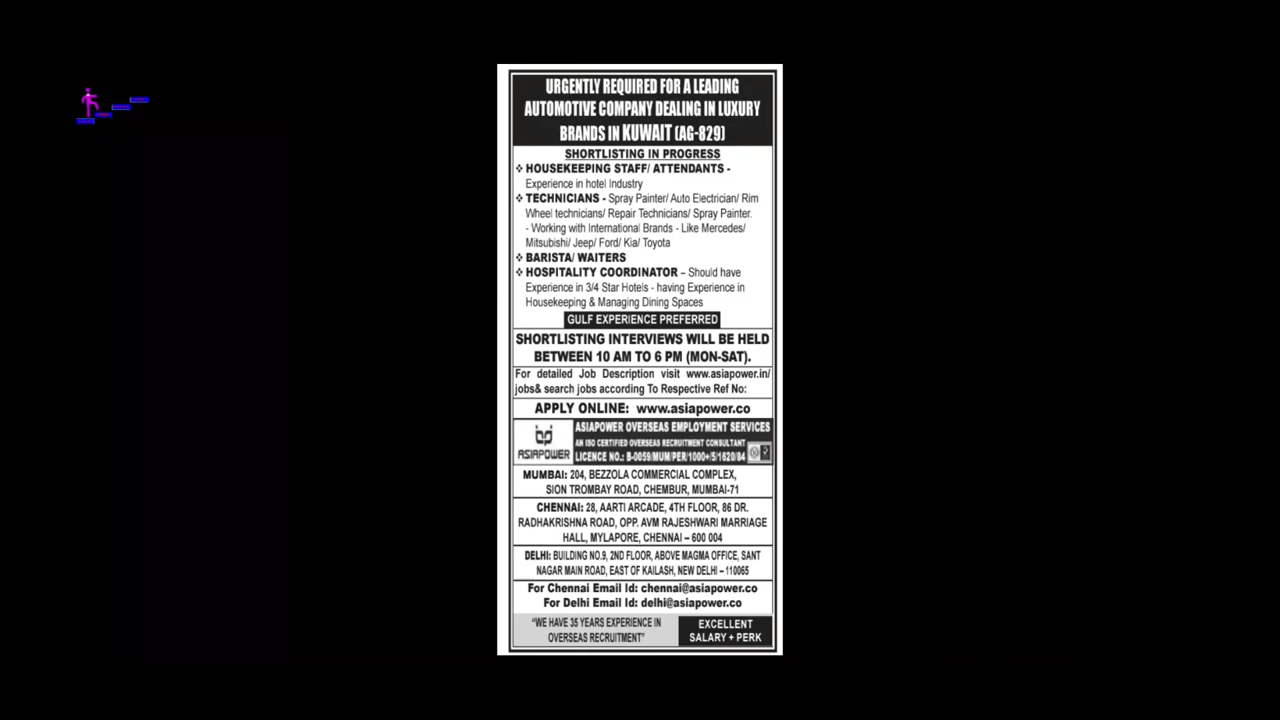 URGENTLY REQUIRED FOR A LEADING
AUTOMOTIVE COMPANY DEALING IN LUXURY
BRANDS IN KUWAIT (AG-829)
SHORTLISTING IN PROGRESS
❖ HOUSEKEEPING STAFF/ ATTENDANTS -
Experience in hotel Industry
❖ TECHNICIANS - Spray Painter/ Auto Electrician/ Rim
Wheel technicians/ Repair Technicians/ Spray Painter.
- Working with International Brands - Like Mercedes/
Mitsubishi/ Jeep/ Ford/ Kia/ Toyota
❖ BARISTA/ WAITERS
❖ HOSPITALITY COORDINATOR – Should have
Experience in 3/4 Star Hotels - having Experience in
Housekeeping & Managing Dining Spaces
GULF EXPERIENCE PREFERRED
SHORTLISTING INTERVIEWS WILL BE HELD
BETWEEN 10 AM TO 6 PM (MON-SAT).
For detailed Job Description visit www.asiapower.in/
jobs& search jobs according To Respective Ref No:
APPLY ONLINE: www.asiapower.co
ASIAPOWER
ASIAPOWER OVERSEAS EMPLOYMENT SERVICES
AN ISO CERTIFIED OVERSEAS RECRUITMENT CONSULTANT
LICENCE NO.: B-0059/MUM/PER/1000+/5/1620/84
MUMBAI: 204, BEZZOLA COMMERCIAL COMPLEX,
SION TROMBAY ROAD, CHEMBUR, MUMBAI-71
CHENNAI: 28, AARTI ARCADE, 4TH FLOOR, 86 DR.
RADHAKRISHNA ROAD, OPP. AVM RAJESHWARI MARRIAGE
HALL, MYLAPORE, CHENNAI – 600 004
DELHI: BUILDING NO.9, 2ND FLOOR, ABOVE MAGMA OFFICE, SANT
NAGAR MAIN ROAD, EAST OF KAILASH, NEW DELHI – 110065
For Chennai Email Id: chennai@asiapower.co
For Delhi Email Id: delhi@asiapower.co
"WE HAVE 35 YEARS EXPERIENCE IN
OVERSEAS RECRUITMENT"
EXCELLENT
SALARY + PERK